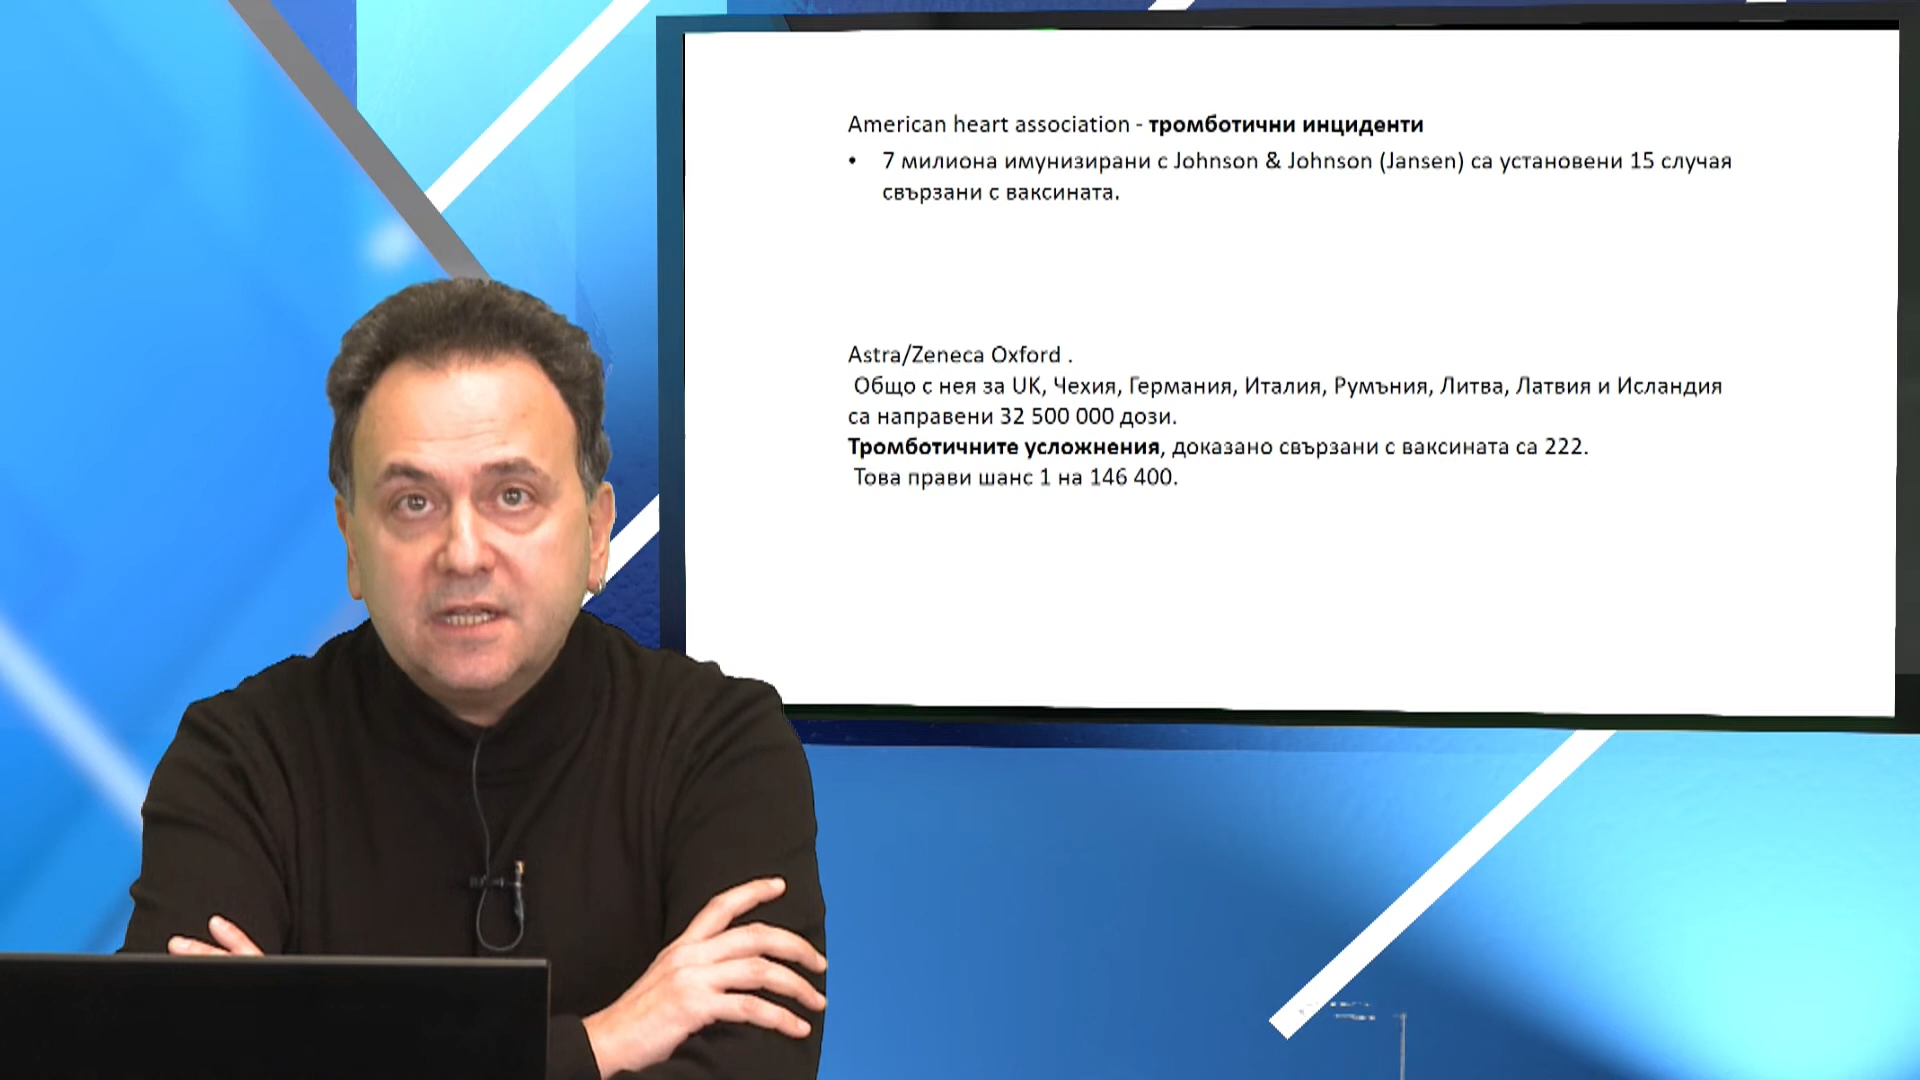 American heart association - тромботични инциденти
• 7 милиона имунизирани с Johnson & Johnson (Jansen) са установени 15 случая
свързани с ваксината.
Astra/Zeneca Oxford .
Общо с нея за UK, Чехия, Германия, Италия, Румъния, Литва, Латвия и Исландия
са направени 32 500 000 дози.
Тромботичните усложнения, доказано свързани с ваксината са 222.
Това прави шанс 1 на 146 400.